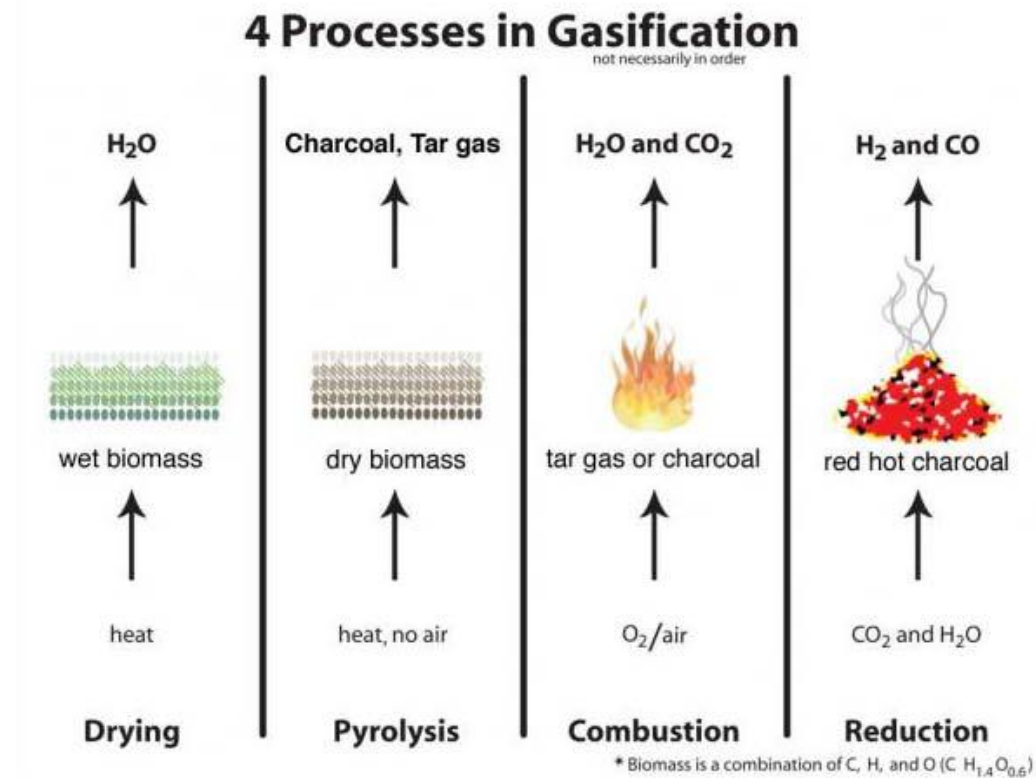 4 Processes in Gasification
not necessarily in order
H₂O
wet biomass
heat
Drying
Charcoal, Tar gas
dry biomass
heat, no air
Pyrolysis
H₂O and CO₂
tar gas or charcoal
O₂/air
Combustion
H₂ and CO
red hot charcoal
CO₂ and H₂O
Reduction
* Biomass is a combination of C, H, and O (C H₁.₄O₀.₆)